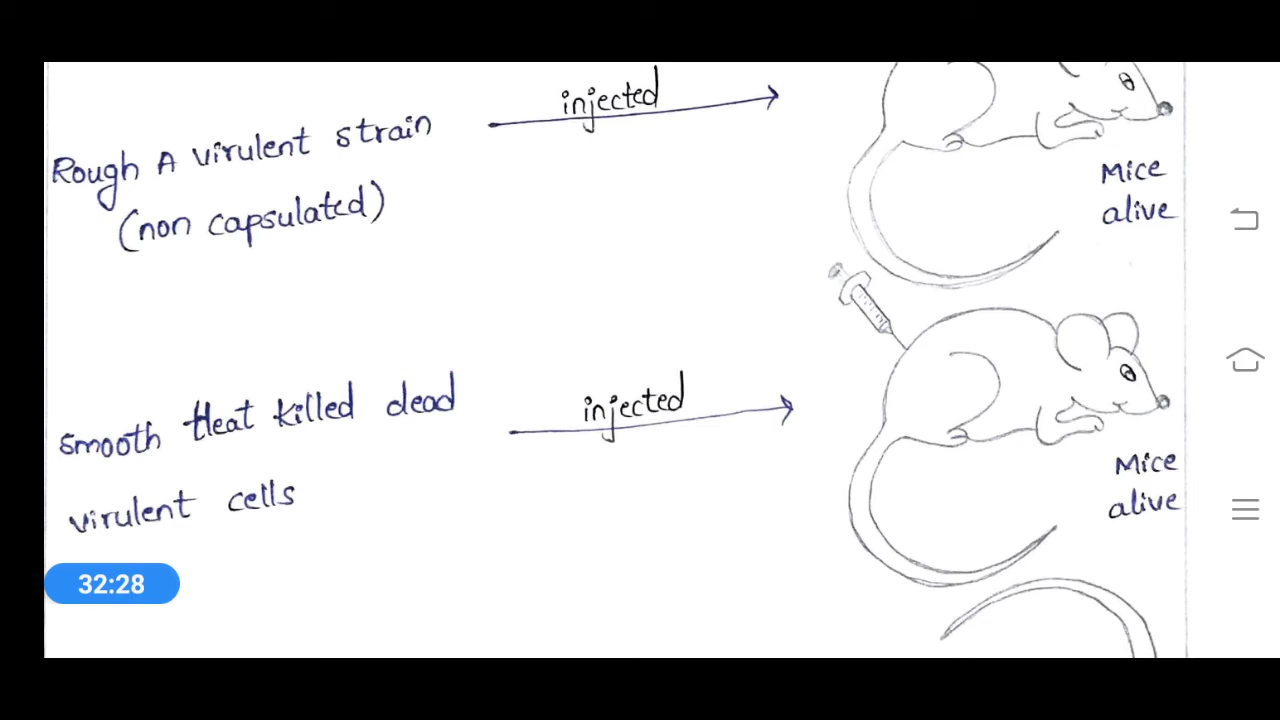 injected
Rough A virulent strain
(non capsulated)
Mice
alive
Smooth Heat killed dead
virulent cells
injected
Mice
alive
32:28